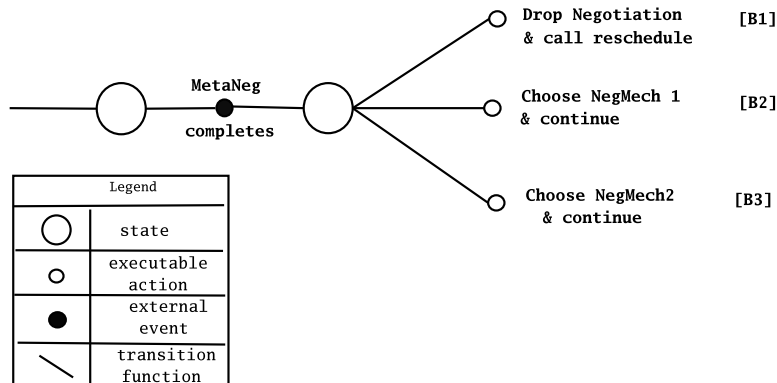 Drop Negotiation [B1]
& call reschedule
MetaNeg
completes
Choose NegMech 1 [B2]
& continue
Choose NegMech2 [B3]
& continue
Legend
state
executable
action
external
event
transition
function